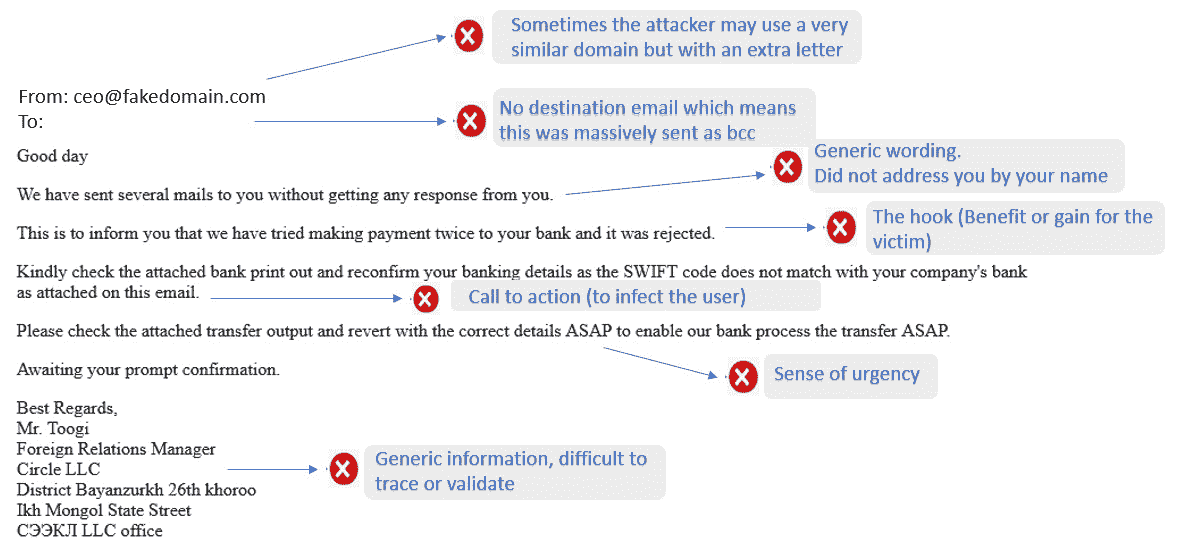 Sometimes the attacker may use a very
similar domain but with an extra letter
From: ceo@fakedomain.com
To:
No destination email which means
this was massively sent as bcc
Good day
Generic wording.
Did not address you by your name
We have sent several mails to you without getting any response from you.
The hook (Benefit or gain for the
victim)
This is to inform you that we have tried making payment twice to your bank and it was rejected.
Kindly check the attached bank print out and reconfirm your banking details as the SWIFT code does not match with your company's bank
as attached on this email.
Call to action (to infect the user)
Please check the attached transfer output and revert with the correct details ASAP to enable our bank process the transfer ASAP.
Sense of urgency
Awaiting your prompt confirmation.
Best Regards,
Mr. Toogi
Foreign Relations Manager
Circle LLC
Generic information, difficult to
trace or validate
District Bayanzurkh 26th khoroo
Ikh Mongol State Street
СЭЭКЛ LLC office